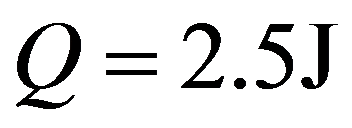 Q = 2.5J